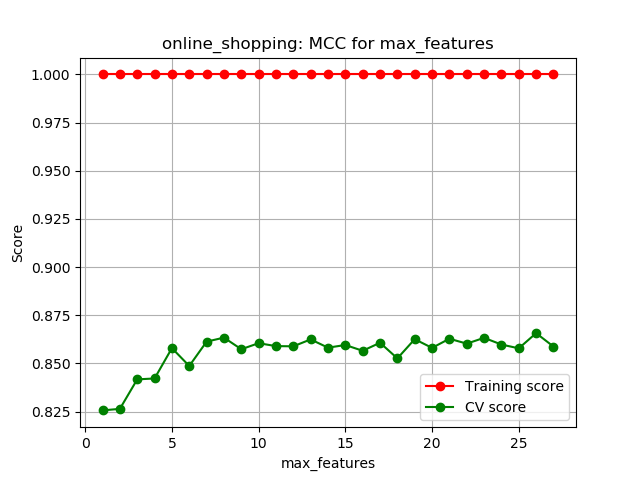 online_shopping: MCC for max_features
1.000
0.975
0.950
0.925
0.900
0.875
0.850
0.825
Score
0 5 10 15 20 25
max_features
Training score
CV score